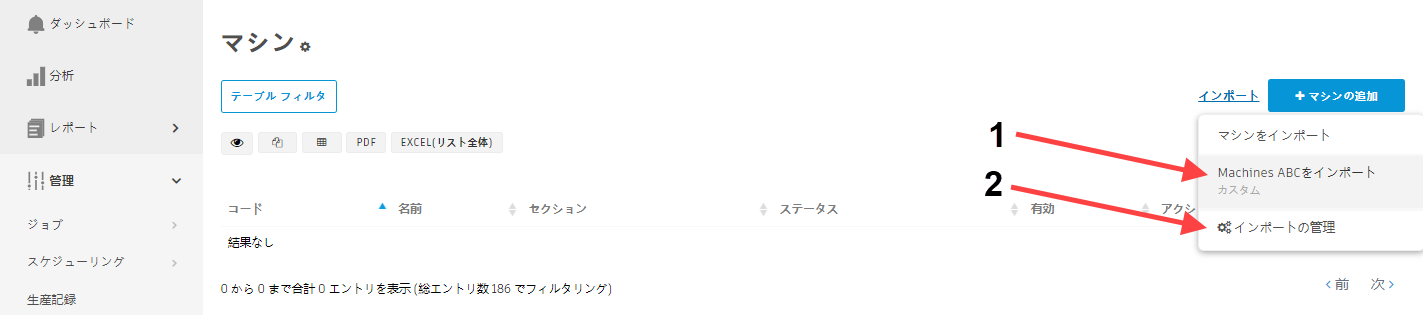 ダッシュボード
分析
レポート
管理
ジョブ
スケジューリング
生産記録
マシン
テーブル フィルタ
インポート
マシンの追加
PDF
EXCEL(リスト全体)
1
2
マシンをインポート
Machines ABCをインポート
カスタム
インポートの管理
コード 名前 セクション ステータス 有効 アクシ
結果なし
0 から 0 まで合計 0 エントリを表示 (総エントリ数 186 でフィルタリング)
前 次